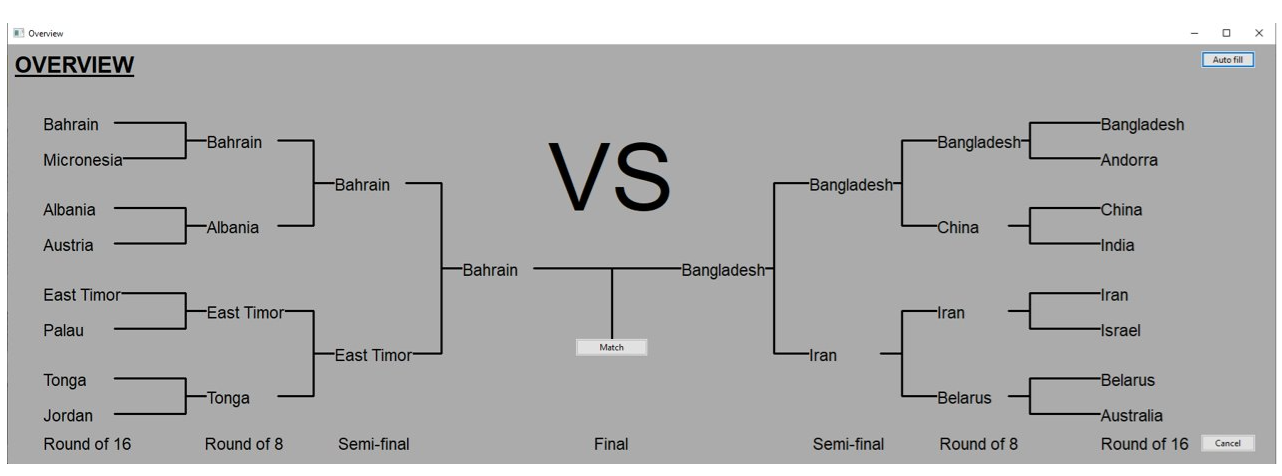 Overview
OVERVIEW
Auto fill
VS
Bahrain
Micronesia
Albania
Austria
East Timor
Palau
Tonga
Jordan
Round of 16
Bahrain
Albania
East Timor
Tonga
Round of 8
Bahrain
East Timor
Semi-final
Bahrain
Bangladesh
Match
Final
Bangladesh
Iran
Semi-final
Bangladesh
China
Iran
Belarus
Round of 8
Bangladesh
Andorra
China
India
Iran
Israel
Belarus
Australia
Round of 16
Cancel